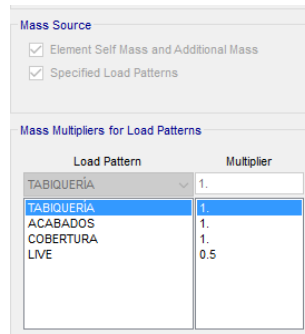 Mass Source
Element Self Mass and Additional Mass
Specified Load Patterns
Mass Multipliers for Load Patterns
Load Pattern Multiplier
TABIQUERÍA 1.
TABIQUERÍA 1.
ACABADOS 1.
COBERTURA 1.
LIVE 0.5